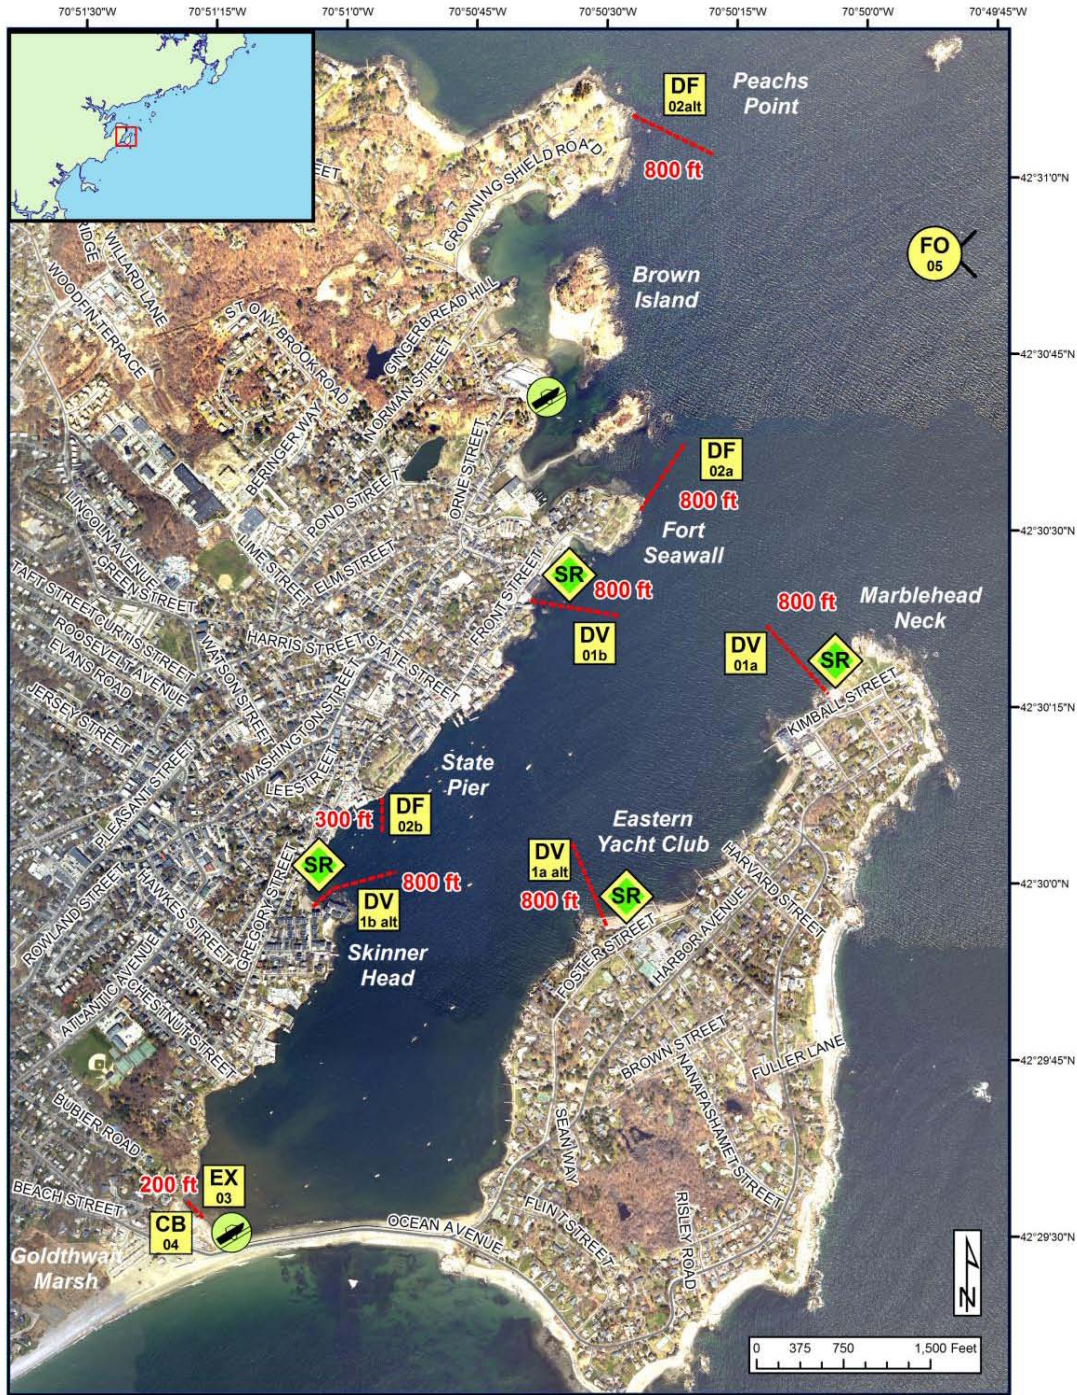 70°51'30"W
70°51'15"W
70°51'0"W
70°50'45"W
70°50'30"W
70°50'15"W
70°50'0"W
70°49'45"W
DF
02alt
Peachs
Point
800 ft
CROWNING SHIELD ROAD
EET
RIDGE
WILLARD LANE
WOODFIN TERRACE
42°31'0"N
FO
05
Brown
Island
STONY BROOK ROAD
GINGERBREAD HILL
NORMAN STREET
BERINGER WAY
42°30'45"N
POND STREET
ORNE STREET
DF
02a
800 ft
Fort
Seawall
42°30'30"N
LINCOLN AVENUE
GREEN STREET
LIME STREET
ELM STREET
FRONT STREET
SR
800 ft
DV
01b
TAFT STREET
CURTIS STREET
ROOSEVELT AVENUE
EVANS ROAD
JERSEY STREET
WATSON STREET
HARRIS STREET
STATE STREET
800 ft
Marblehead
Neck
DV
01a
SR
KIMBALL STREET
42°30'15"N
WASHINGTON STREET
PLEASANT STREET
LEE STREET
State
Pier
300 ft
DF
02b
SR
800 ft
DV
1b alt
Skinner
Head
Eastern
Yacht Club
DV
1a alt
800 ft
SR
HARVARD STREET
HARBOR AVENUE
FOSTER STREET
42°30'0"N
ROWLAND STREET
HAWKES STREET
GREGORY STREET
ATLANTIC AVENUE
CHESTNUT STREET
BROWN STREET
FULLER LANE
NANAPASHAMET STREET
42°29'45"N
BUBIER ROAD
SEAN WAY
200 ft
EX
03
BEACH STREET
CB
04
OCEAN AVENUE
FLINT STREET
RISLEY ROAD
42°29'30"N
Goldthwait
Marsh
N
0 375 750 1,500 Feet